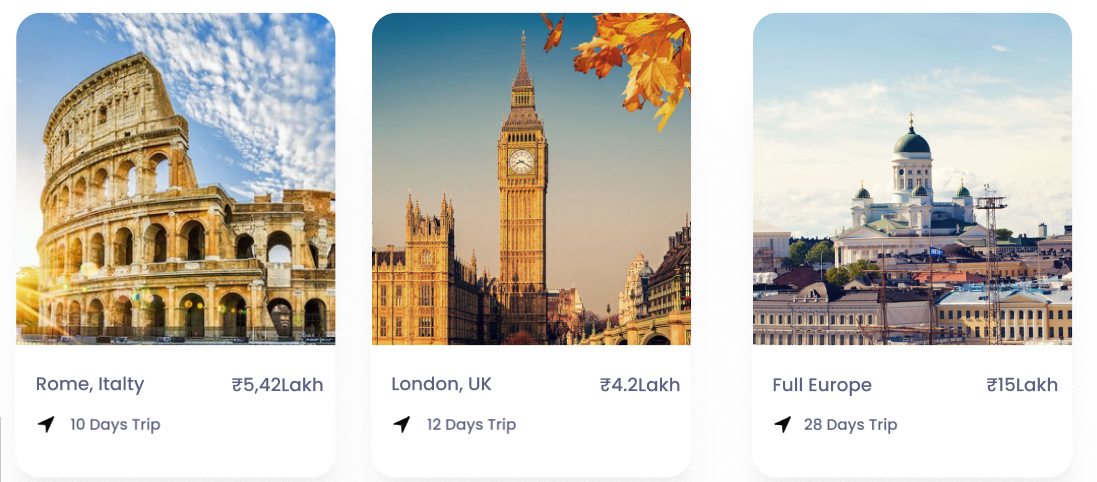 Rome, Italty ₹5,42Lakh
10 Days Trip
London, UK ₹4.2Lakh
12 Days Trip
Full Europe ₹15Lakh
28 Days Trip